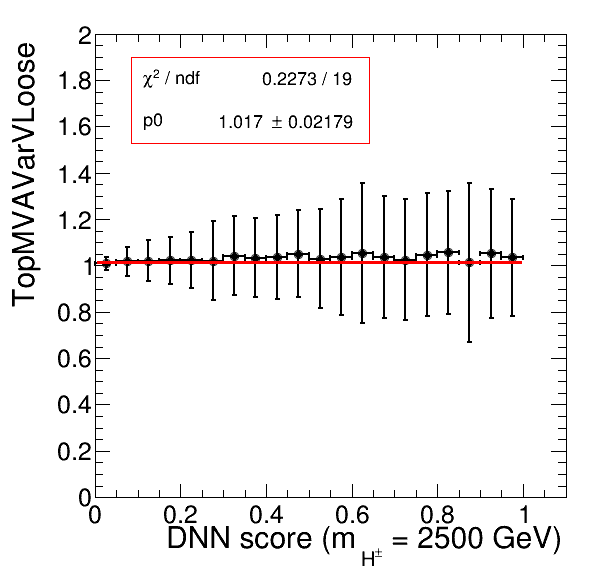 TopMVAVarVLoose
2
1.8
1.6
1.4
1.2
1
0.8
0.6
0.4
0.2
0
χ² / ndf 0.2273 / 19
p0 1.017 ± 0.02179
0 0.2 0.4 0.6 0.8 1
DNN score (m_H± = 2500 GeV)